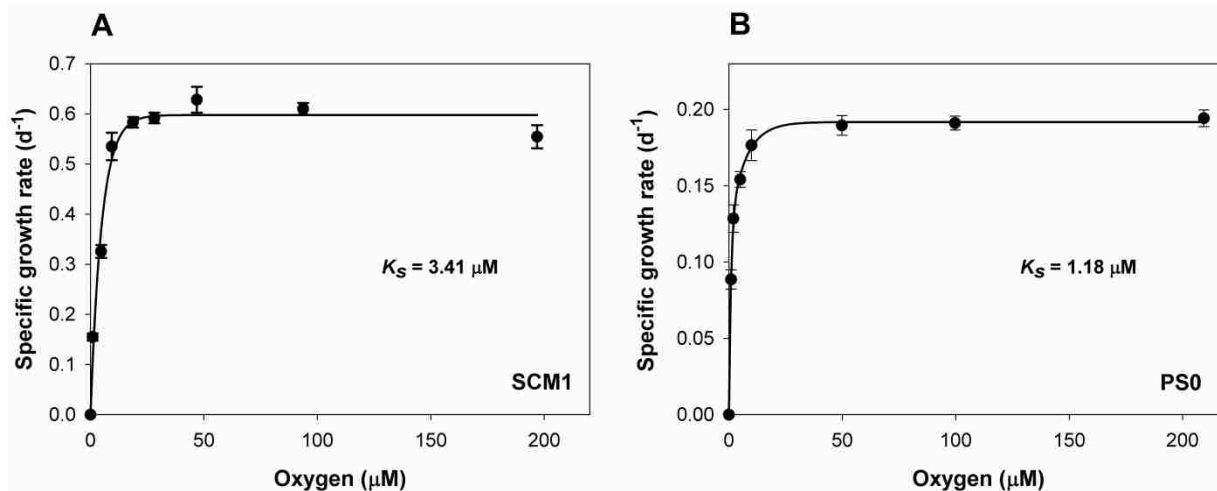 A
Specific growth rate (d⁻¹)
0.7
0.6
0.5
0.4
0.3
0.2
0.1
0.0
Kₛ = 3.41 μM
SCM1
0 50 100 150 200
Oxygen (μM)
B
Specific growth rate (d⁻¹)
0.20
0.15
0.10
0.05
0.00
Kₛ = 1.18 μM
PS0
0 50 100 150 200
Oxygen (μM)